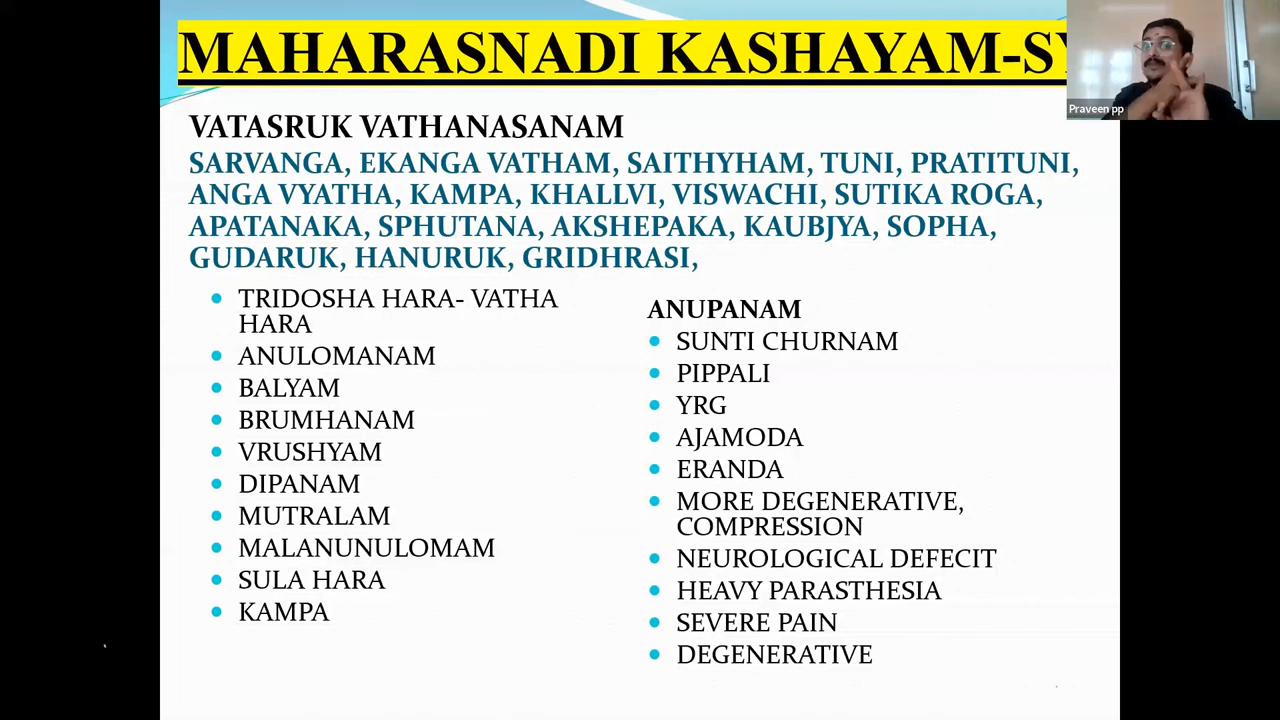 MAHARASNADI KASHAYAM-SY
Praveen pp
VATASRUK VATHANASANAM
SARVANGA, EKANGA VATHAM, SAITHYHAM, TUNI, PRATITUNI,
ANGA VYATHA, KAMPA, KHALLVI, VISWACHI, SUTIKA ROGA,
APATANAKA, SPHUTANA, AKSHEPAKA, KAUBJYA, SOPHA,
GUDARUK, HANURUK, GRIDHRASI,
TRIDOSHA HARA- VATHA
HARA
ANULOMANAM
BALYAM
BRUMHANAM
VRUSHYAM
DIPANAM
MUTRALAM
MALANUNULOMAM
SULA HARA
KAMPA
ANUPANAM
SUNTI CHURNAM
PIPPALI
YRG
AJAMODA
ERANDA
MORE DEGENERATIVE,
COMPRESSION
NEUROLOGICAL DEFECIT
HEAVY PARASTHESIA
SEVERE PAIN
DEGENERATIVE